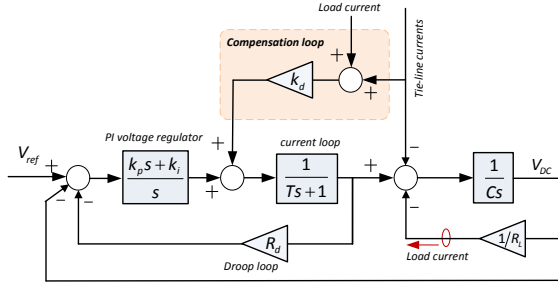 Load current
Compensation loop
+
k_d
+
+
Tie-line currents
PI voltage regulator
current loop
V_ref
+
k_p s + k_i
s
+
+
1
Ts+1
+
−
1
Cs
V_DC
−
−
−
R_d
Droop loop
1/R_L
Load current